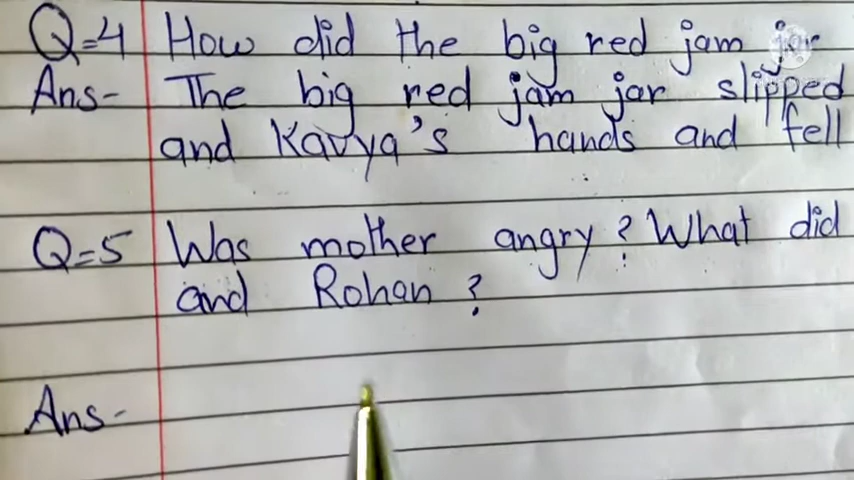 Q=4 How did the big red jam jar
Ans- The big red jam jar slipped
and Kavya's hands and fell
Q=5 Was mother angry? What did
and Rohan ?
Ans-